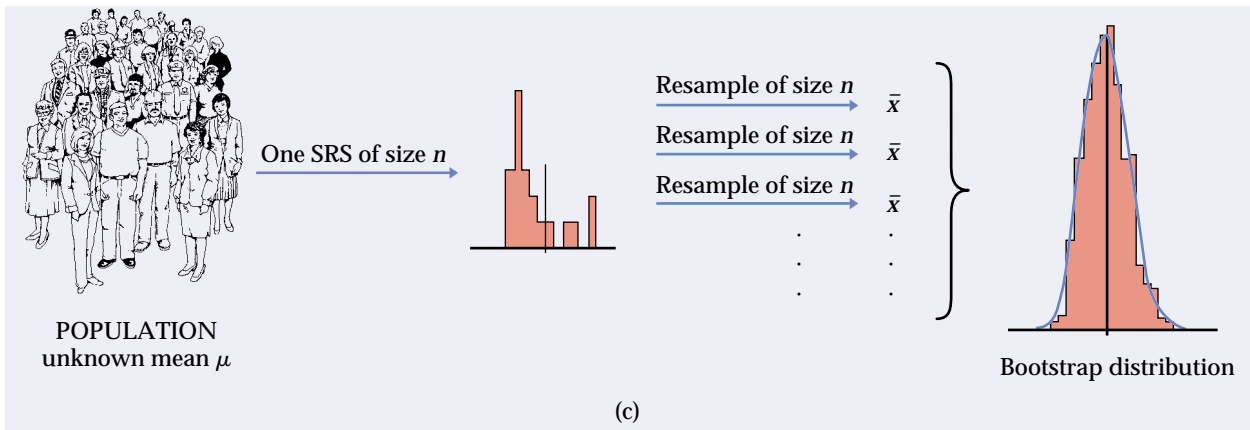 POPULATION
unknown mean μ
One SRS of size n
Resample of size n
x̄
Resample of size n
x̄
Resample of size n
x̄
Bootstrap distribution
(c)